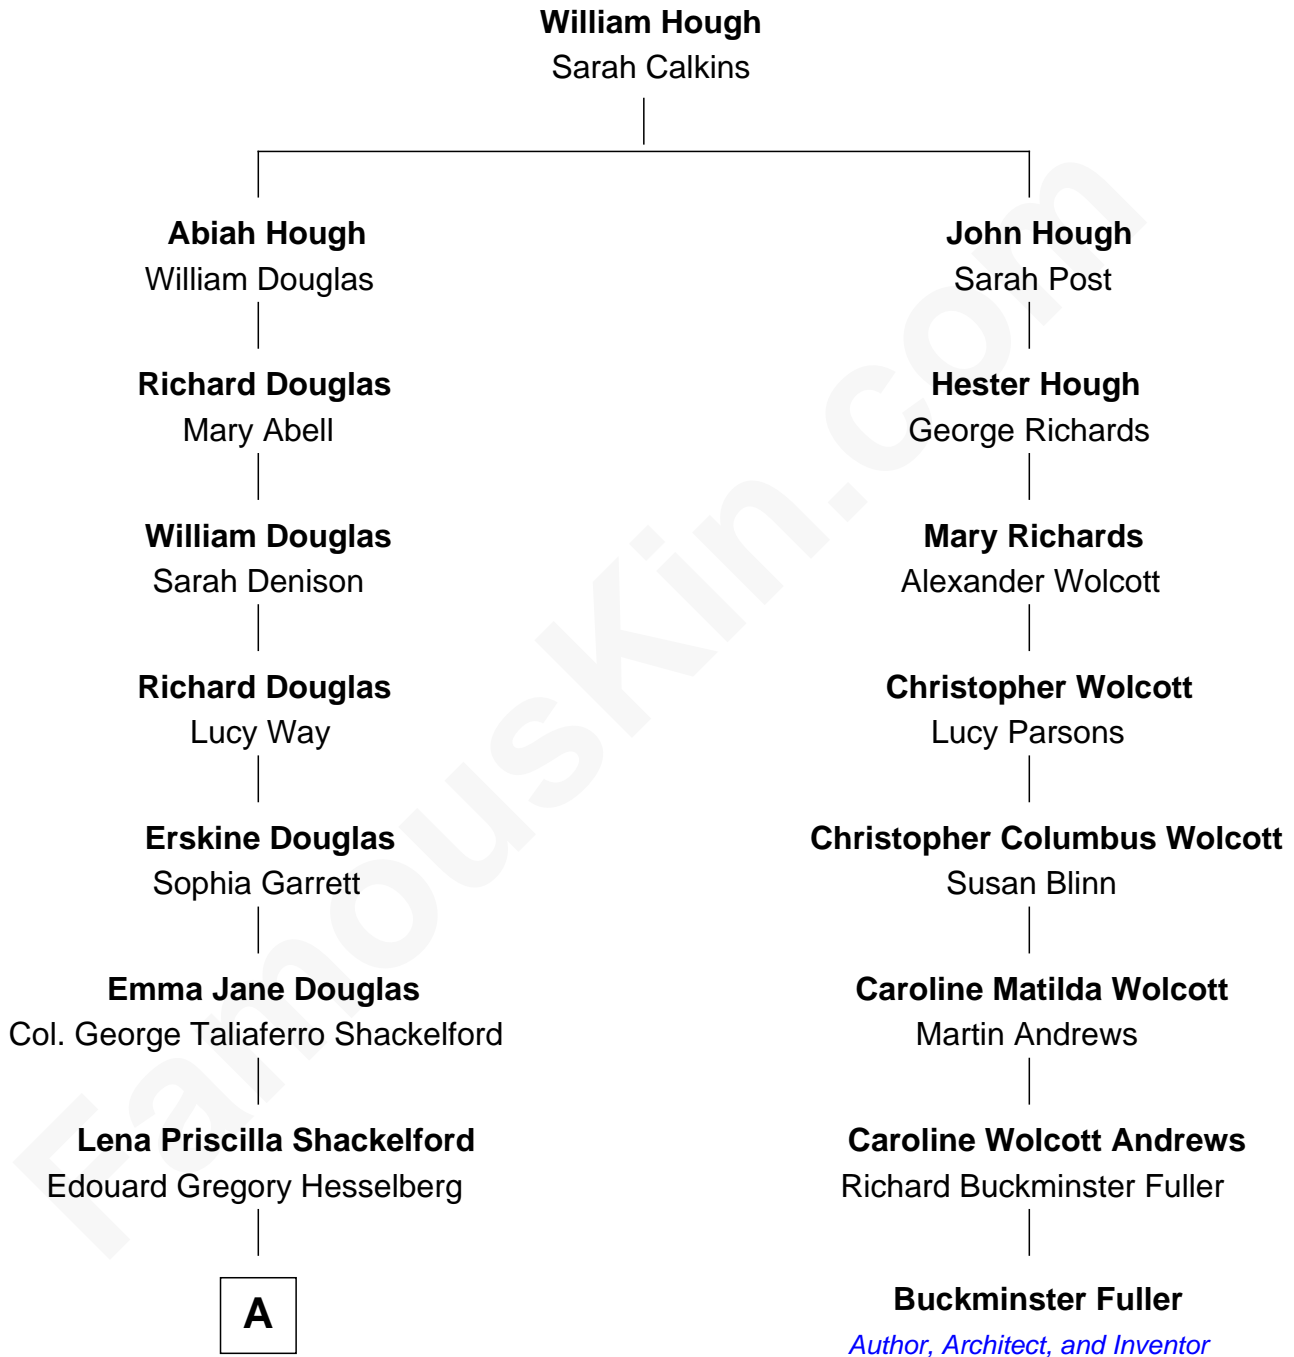 William Hough
Sarah Calkins
Abiah Hough
William Douglas
Richard Douglas
Mary Abell
William Douglas
Sarah Denison
Richard Douglas
Lucy Way
Erskine Douglas
Sophia Garrett
Emma Jane Douglas
Col. George Taliaferro Shackelford
Lena Priscilla Shackelford
Edouard Gregory Hesselberg
A
John Hough
Sarah Post
Hester Hough
George Richards
Mary Richards
Alexander Wolcott
Christopher Wolcott
Lucy Parsons
Christopher Columbus Wolcott
Susan Blinn
Caroline Matilda Wolcott
Martin Andrews
Caroline Wolcott Andrews
Richard Buckminster Fuller
Buckminster Fuller
Author, Architect, and Inventor
FamousKin.com